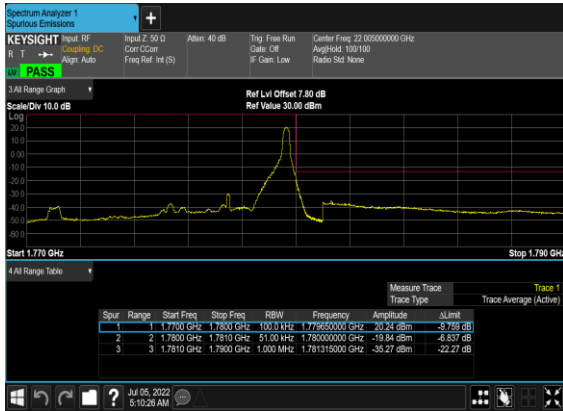 Spectrum Analyzer 1
Spurious Emissions
+
KEYSIGHT Input: RF Input Z: 50 Ω Atten: 40 dB Trig: Free Run Center Freq: 22.005000000 GHz
R T Coupling: DC Corr CCorr Gate: Off Avg|Hold: 100/100
Align: Auto Freq Ref: Int (S) IF Gain: Low Radio Std: None
LXI PASS
3 All Range Graph
Ref Lvl Offset 7.80 dB
Scale/Div 10.0 dB Ref Value 30.00 dBm
Log
20.0
10.0
0.00
-10.0
-20.0
-30.0
-40.0
-50.0
-60.0
Start 1.770 GHz Stop 1.790 GHz
4 All Range Table
Measure Trace Trace 1
Trace Type Trace Average (Active)
Spur Range Start Freq Stop Freq RBW Frequency Amplitude ΔLimit
1 1 1.7700 GHz 1.7800 GHz 100.0 kHz 1.779650000 GHz 20.24 dBm -9.759 dB
2 2 1.7800 GHz 1.7810 GHz 51.00 kHz 1.780000000 GHz -19.84 dBm -6.837 dB
3 3 1.7810 GHz 1.7900 GHz 1.000 MHz 1.781315000 GHz -35.27 dBm -22.27 dB
? Jul 05, 2022
5:10:26 AM